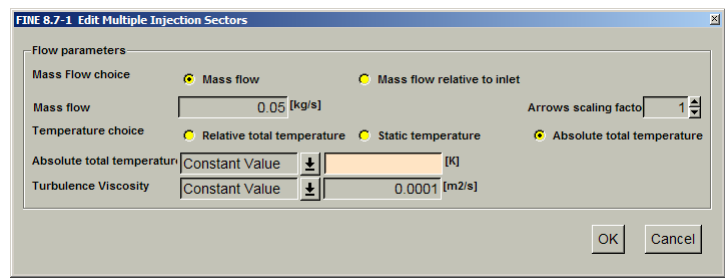 FINE 8.7-1 Edit Multiple Injection Sectors
Flow parameters
Mass Flow choice Mass flow Mass flow relative to inlet
Mass flow 0.05 [kg/s] Arrows scaling facto 1
Temperature choice Relative total temperature Static temperature Absolute total temperature
Absolute total temperatur Constant Value [K]
Turbulence Viscosity Constant Value 0.0001 [m2/s]
OK Cancel